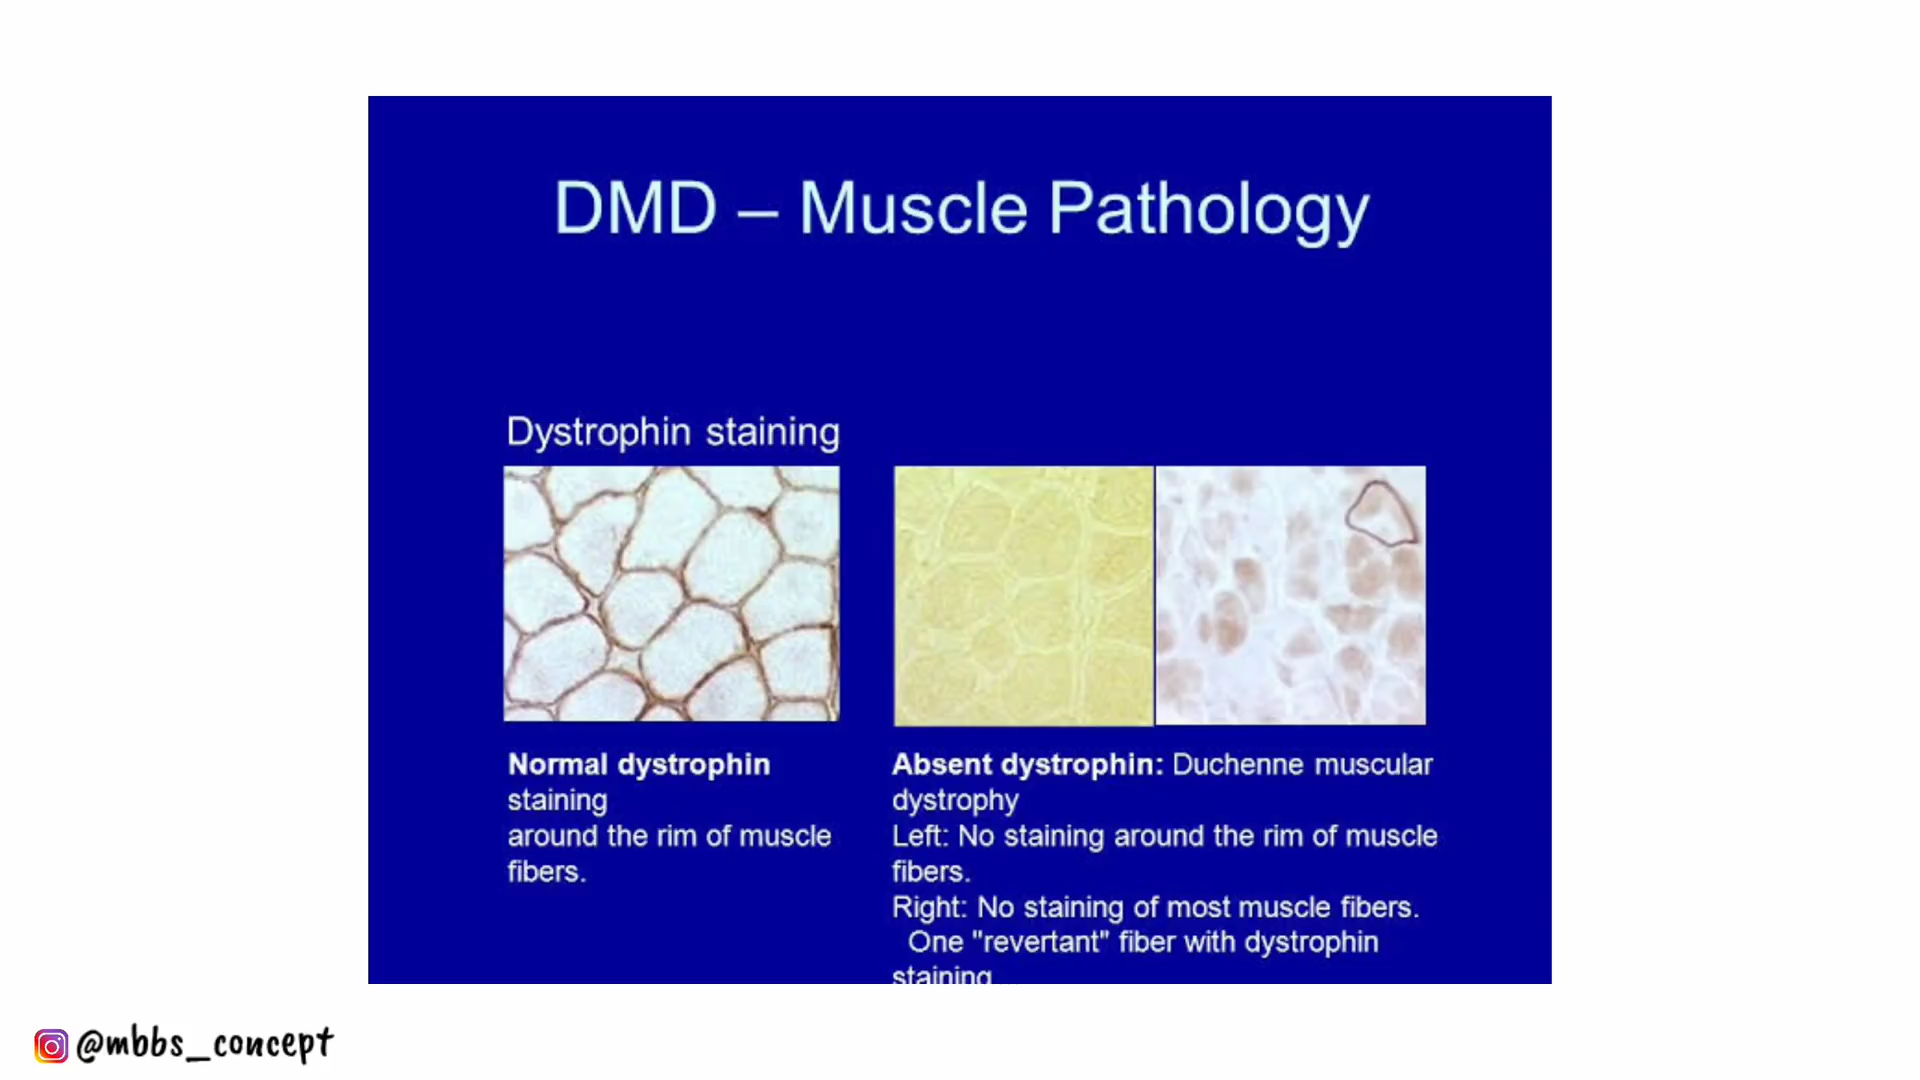 DMD – Muscle Pathology
Dystrophin staining
Normal dystrophin
staining
around the rim of muscle
fibers.
Absent dystrophin: Duchenne muscular
dystrophy
Left: No staining around the rim of muscle
fibers.
Right: No staining of most muscle fibers.
One "revertant" fiber with dystrophin
staining
@mbbs_concept